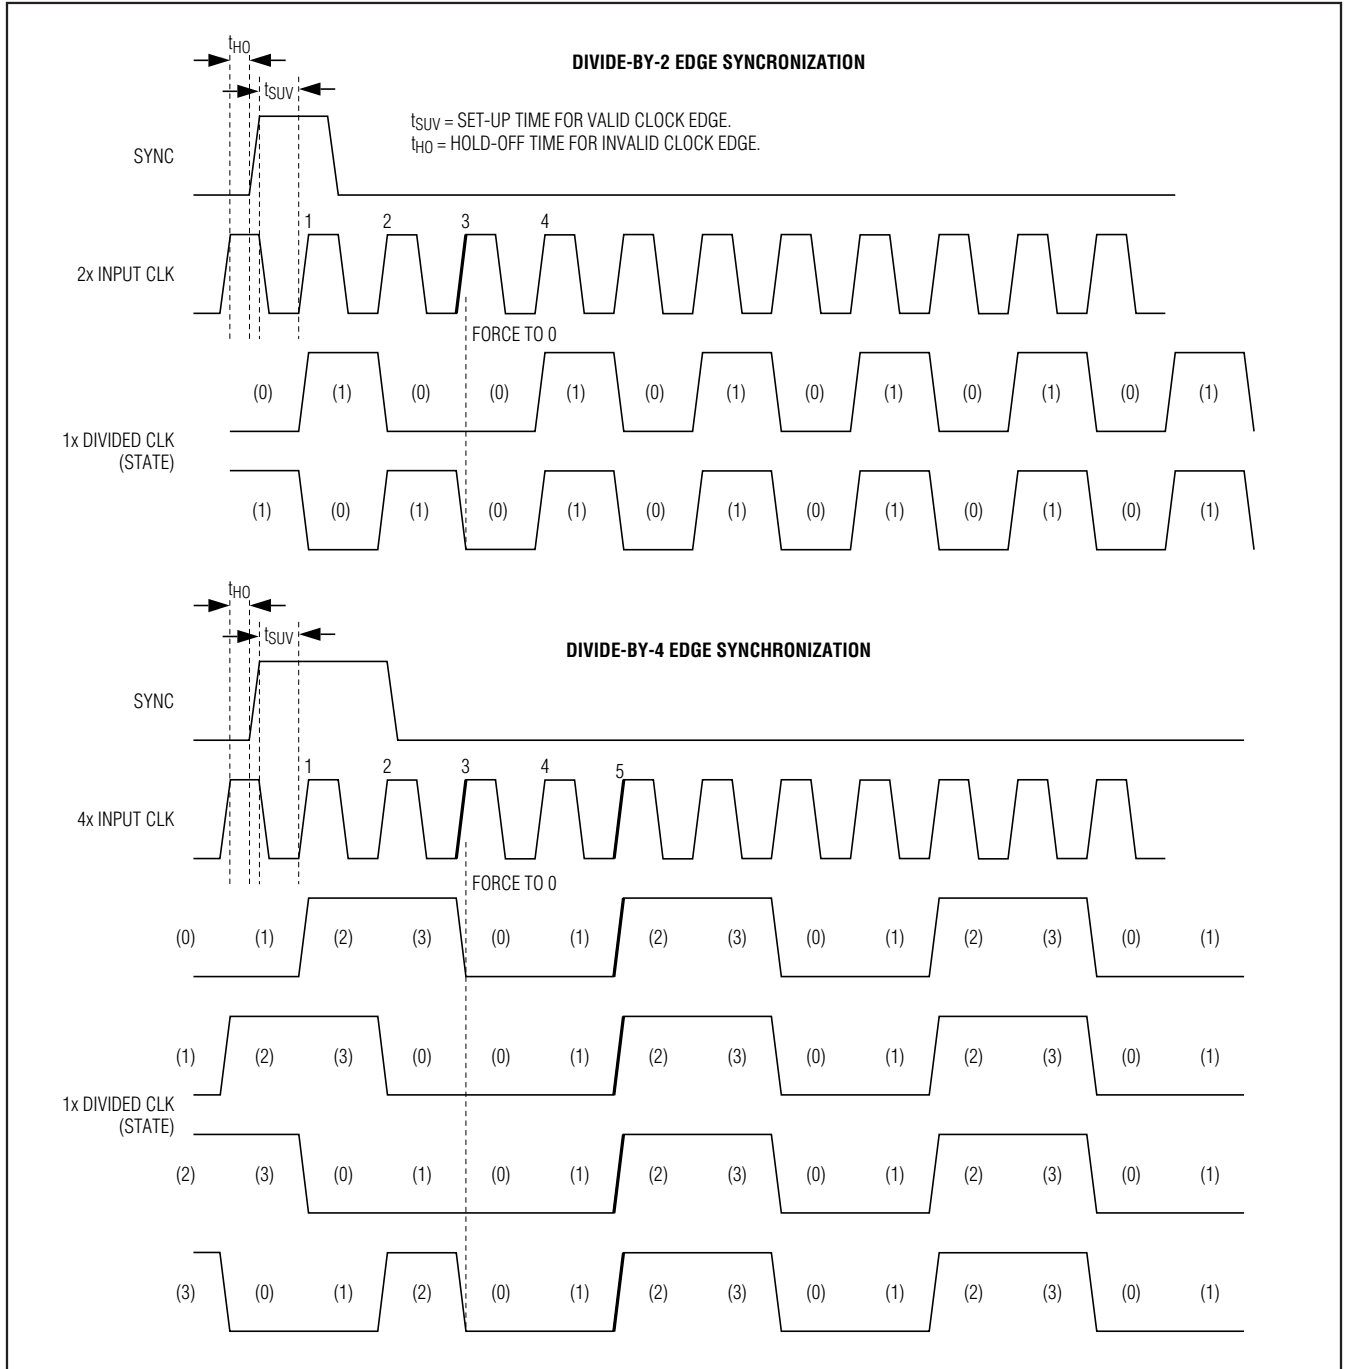 tHO
DIVIDE-BY-2 EDGE SYNCRONIZATION
tSUV
tSUV = SET-UP TIME FOR VALID CLOCK EDGE.
tHO = HOLD-OFF TIME FOR INVALID CLOCK EDGE.
SYNC
1 2 3 4
2x INPUT CLK
FORCE TO 0
(0) (1) (0) (0) (1) (0) (1) (0) (1) (0) (1) (0) (1)
1x DIVIDED CLK
(STATE)
(1) (0) (1) (0) (1) (0) (1) (0) (1) (0) (1) (0) (1)
tHO
tSUV
DIVIDE-BY-4 EDGE SYNCHRONIZATION
SYNC
1 2 3 4 5
4x INPUT CLK
FORCE TO 0
(0) (1) (2) (3) (0) (1) (2) (3) (0) (1) (2) (3) (0) (1)
(1) (2) (3) (0) (0) (1) (2) (3) (0) (1) (2) (3) (0) (1)
1x DIVIDED CLK
(STATE)
(2) (3) (0) (1) (0) (1) (2) (3) (0) (1) (2) (3) (0) (1)
(3) (0) (1) (2) (0) (1) (2) (3) (0) (1) (2) (3) (0) (1)